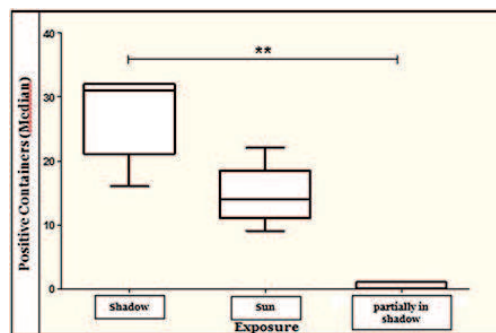 Positive Containers (Median)
40
30
20
10
0
**
Shadow
Sun
partially in
shadow
Exposure